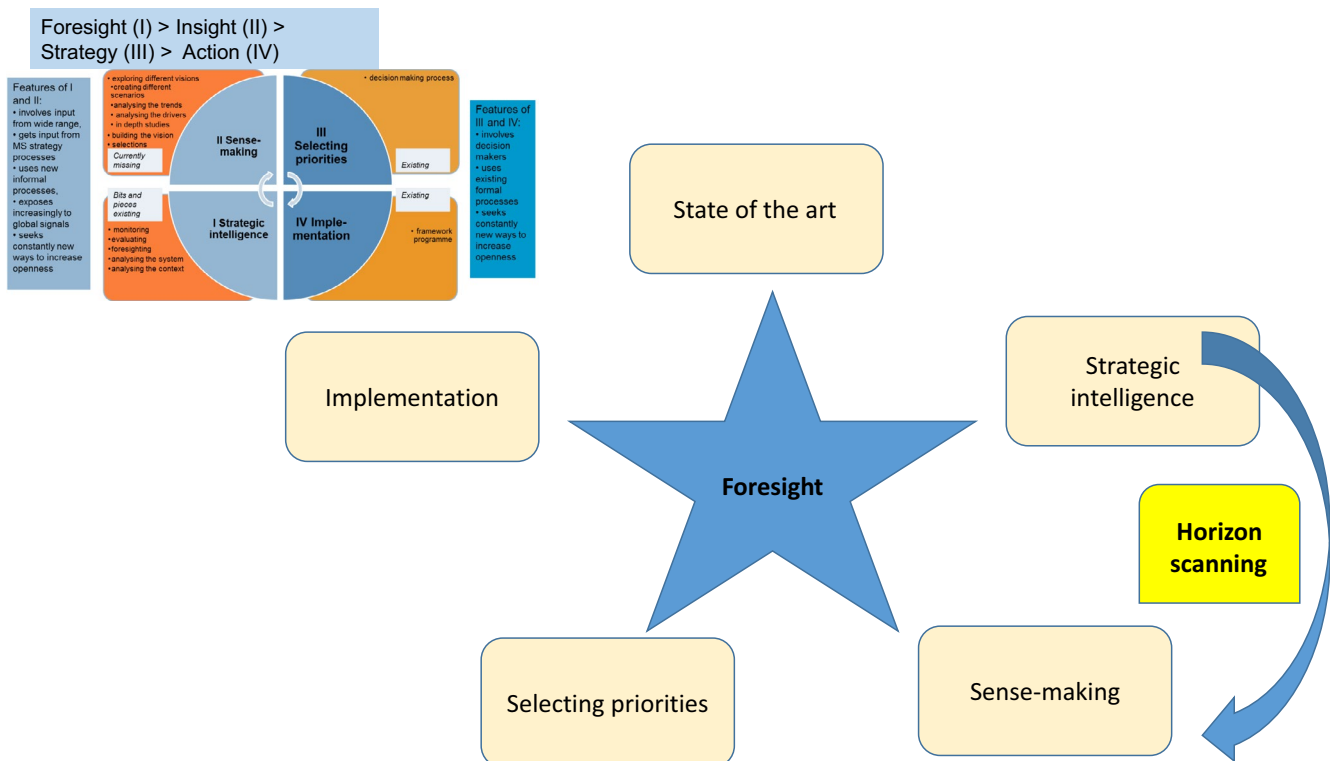 Foresight (I) > Insight (II) >
Strategy (III) > Action (IV)
Features of I
and II:
• involves input
from wide range,
• gets input from
MS strategy
processes
• uses new
informal
processes,
• exposes
increasingly to
global signals
• seeks
constantly new
ways to increase
openness
• exploring different visions
•creating different
scenarios
•analysing the trends
•analysing the drivers
• in depth studies
• building the vision
• selections
Currently
missing
II Sense-
making
III
Selecting
priorities
• decision making process
Existing
Bits and
pieces
existing
• monitoring
• evaluating
• foresighting
• analysing the system
• analysing the context
I Strategic
intelligence
IV Imple-
mentation
Existing
• framework
programme
Features of
III and IV:
• involves
decision
makers
• uses
existing
formal
processes
• seeks
constantly
new ways to
increase
openness
State of the art
Implementation
Strategic
intelligence
Foresight
Horizon
scanning
Selecting priorities
Sense-making